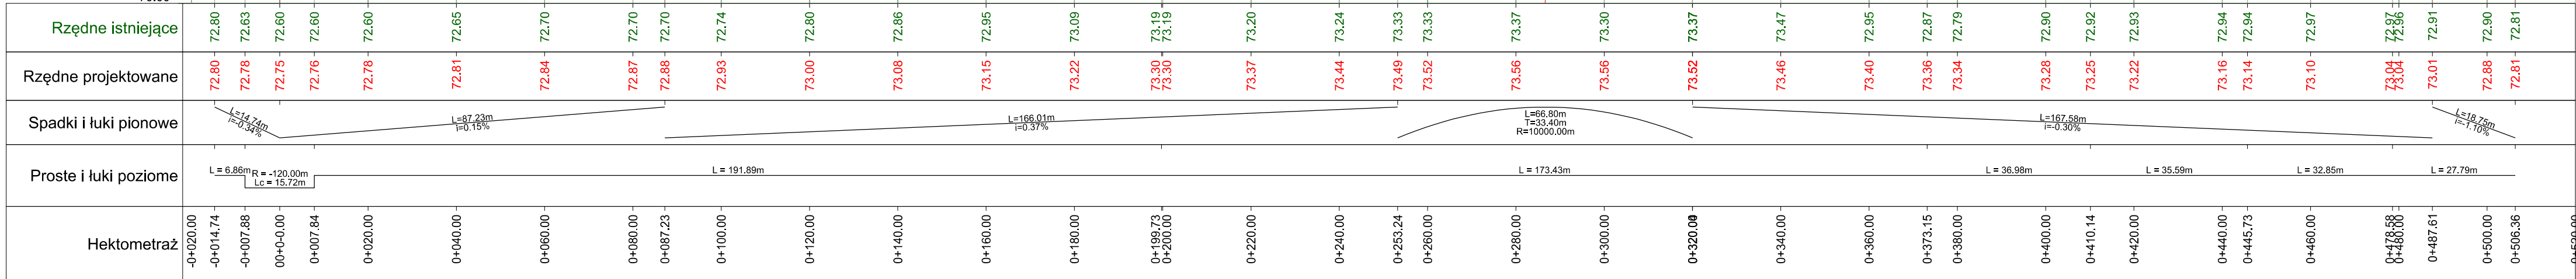 Rzędne istniejące 72.80 72.63 72.60 72.60 72.60 72.65 72.70 72.70 72.70 72.74 72.80 72.86 72.95 73.09 73.19 73.19 73.20 73.24 73.33 73.33 73.37 73.30 73.37 73.47 72.95 72.87 72.79 72.90 72.92 72.93 72.94 72.94 72.97 72.97 72.96 72.91 72.90 72.81
Rzędne projektowane 72.80 72.78 72.75 72.76 72.78 72.81 72.84 72.87 72.88 72.93 73.00 73.08 73.15 73.22 73.30 73.30 73.37 73.44 73.49 73.52 73.56 73.56 73.52 73.46 73.40 73.36 73.34 73.28 73.25 73.22 73.16 73.14 73.10 73.04 73.04 73.01 72.88 72.81
Spadki i łuki pionowe
L=14.74m
i=-0.34%
L=87.23m
i=0.15%
L=166.01m
i=0.37%
L=66.80m
T=33.40m
R=10000.00m
L=167.58m
i=-0.30%
L=18.75m
i=-1.10%
Proste i łuki poziome
L = 6.86m
R = -120.00m
Lc = 15.72m
L = 191.89m
L = 173.43m
L = 36.98m
L = 35.59m
L = 32.85m
L = 27.79m
Hektometraż -0+020.00 -0+014.74 -0+007.88 00+0-0.00 0+007.84 0+020.00 0+040.00 0+060.00 0+080.00 0+087.23 0+100.00 0+120.00 0+140.00 0+160.00 0+180.00 0+199.73 0+200.00 0+220.00 0+240.00 0+253.24 0+260.00 0+280.00 0+300.00 0+340.00 0+360.00 0+373.15 0+380.00 0+400.00 0+410.14 0+420.00 0+440.00 0+445.73 0+460.00 0+478.58 0+480.00 0+487.61 0+500.00 0+506.36